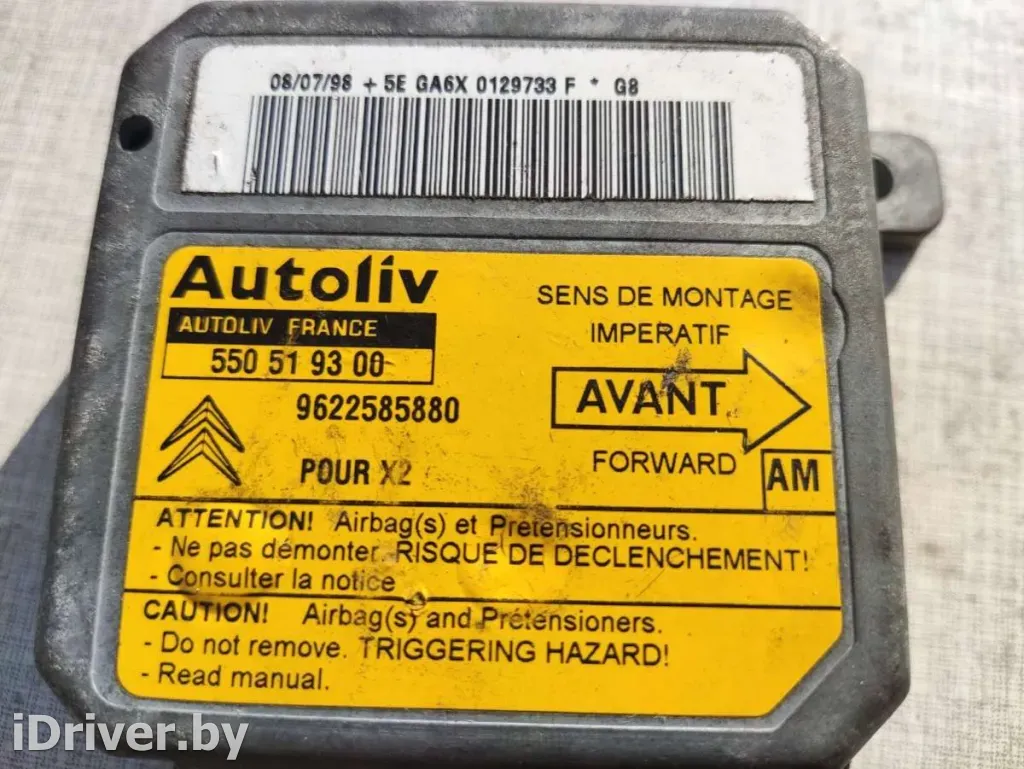 08/07/98 + 5E GA6X 0129733 F * G8
Autoliv
AUTOLIV FRANCE
550 51 93 00
9622585880
POUR X2
SENS DE MONTAGE
IMPERATIF
AVANT
FORWARD
AM
ATTENTION! Airbag(s) et Prétensionneurs.
- Ne pas démonter. RISQUE DE DECLENCHEMENT!
- Consulter la notice
CAUTION! Airbag(s) and Prétensioners.
- Do not remove. TRIGGERING HAZARD!
- Read manual.
iDriver.by